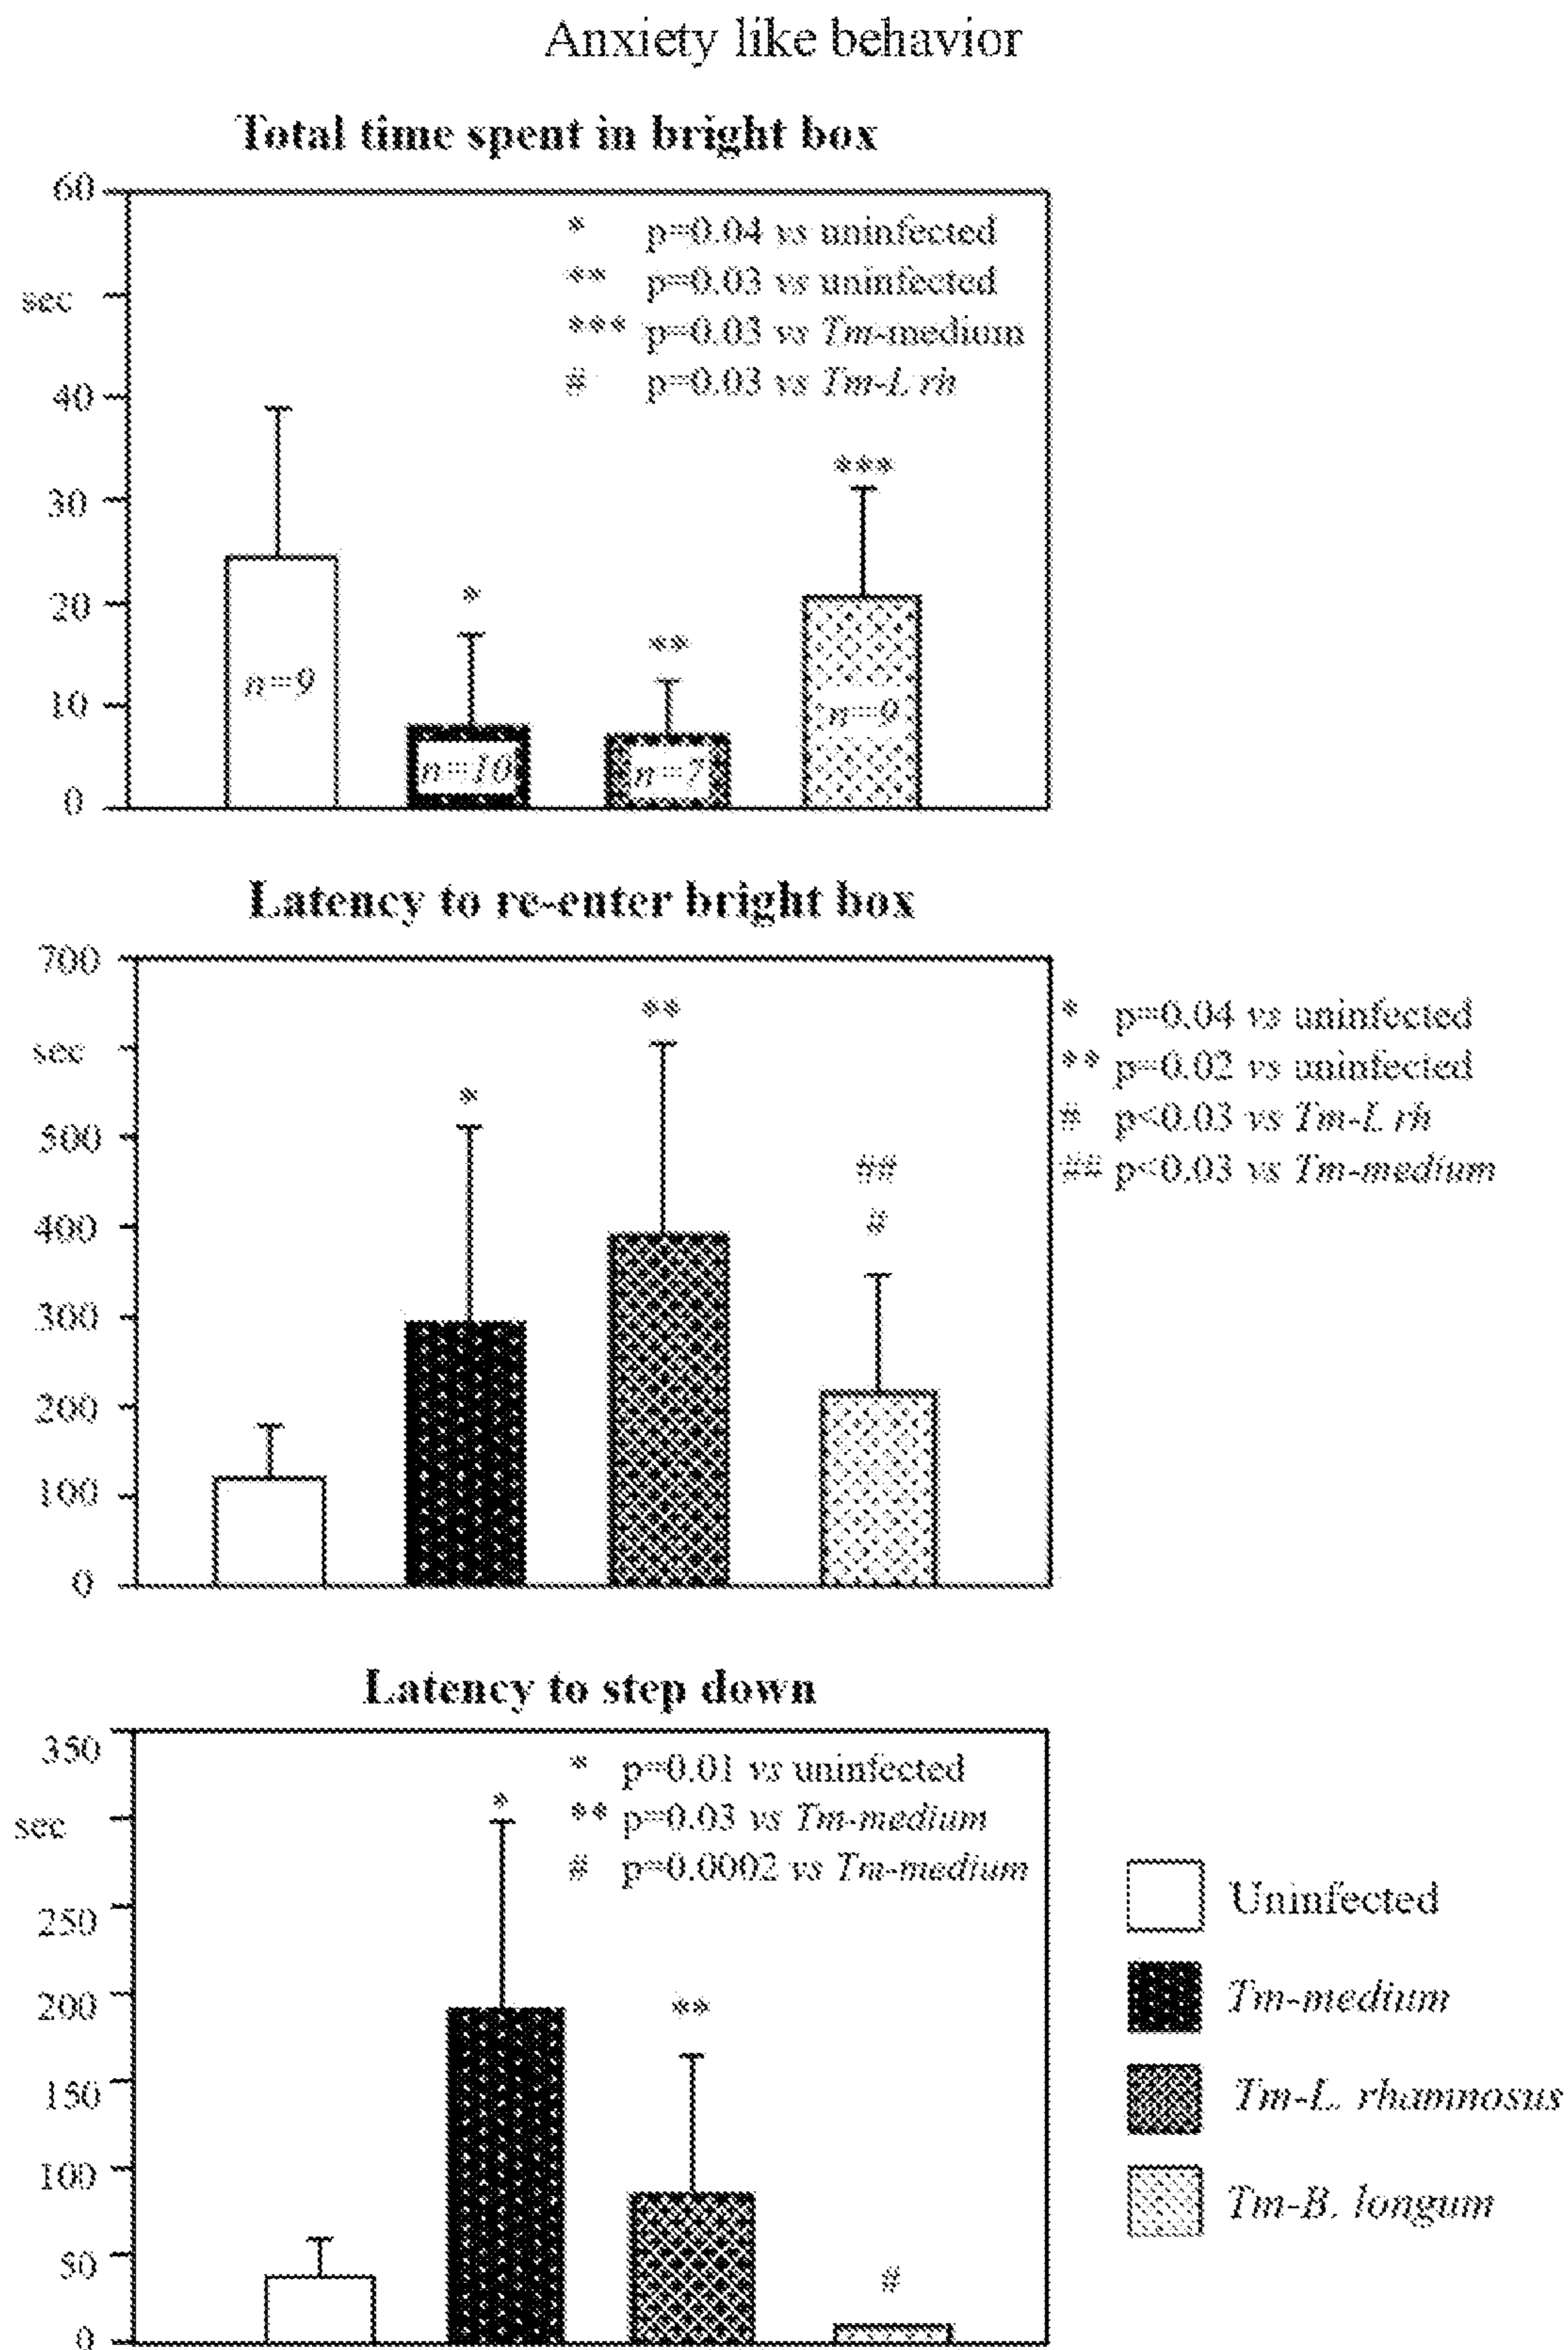 Anxiety like behavior
Total time spent in bright box
60
sec
40
30
20
10
0
* p=0.04 vs uninfected
** p=0.03 vs uninfected
*** p=0.03 vs Tm-medium
# p=0.03 vs Tm-L rh
*
**
***
n=9
n=10
n=7
n=9
Latency to re-enter bright box
700
sec
500
400
300
200
100
0
*
**
##
#
* p=0.04 vs uninfected
** p=0.02 vs uninfected
# p<0.03 vs Tm-L rh
## p<0.03 vs Tm-medium
Latency to step down
350
sec
250
200
150
100
50
0
* p=0.01 vs uninfected
** p=0.03 vs Tm-medium
# p=0.0002 vs Tm-medium
*
**
#
Uninfected
Tm-medium
Tm-L. rhamnosus
Tm-B. longum